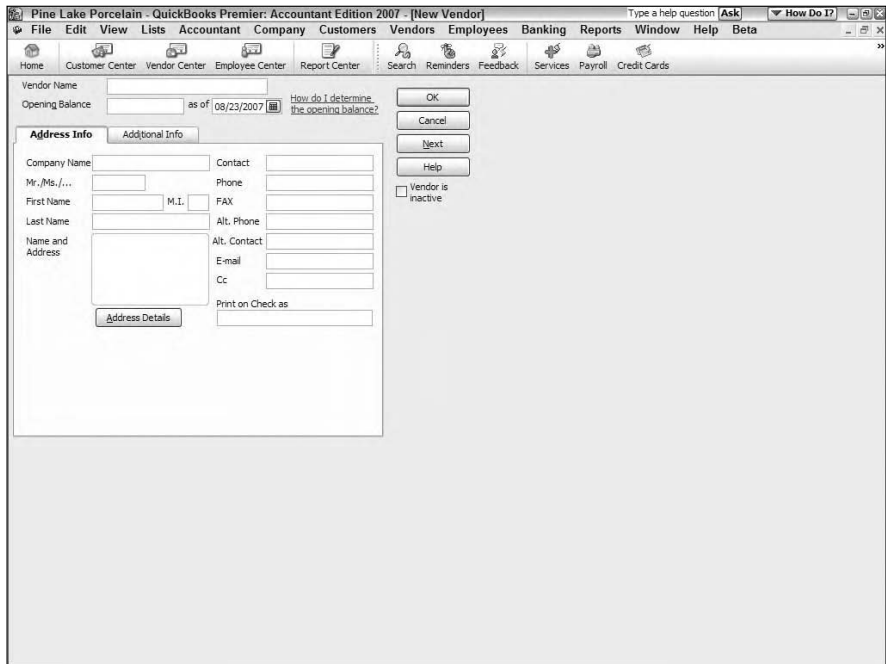 Pine Lake Porcelain - QuickBooks Premier: Accountant Edition 2007 - [New Vendor]
Type a help question Ask
How Do I?
File Edit View Lists Accountant Company Customers Vendors Employees Banking Reports Window Help Beta
Home Customer Center Vendor Center Employee Center Report Center Search Reminders Feedback Services Payroll Credit Cards
Vendor Name
Opening Balance as of 08/23/2007
How do I determine
the opening balance?
OK
Cancel
Next
Help
Vendor is
inactive
Address Info Additional Info
Company Name Contact
Mr./Ms./... Phone
First Name M.I. FAX
Last Name Alt. Phone
Name and
Address
Alt. Contact
E-mail
Cc
Address Details
Print on Check as